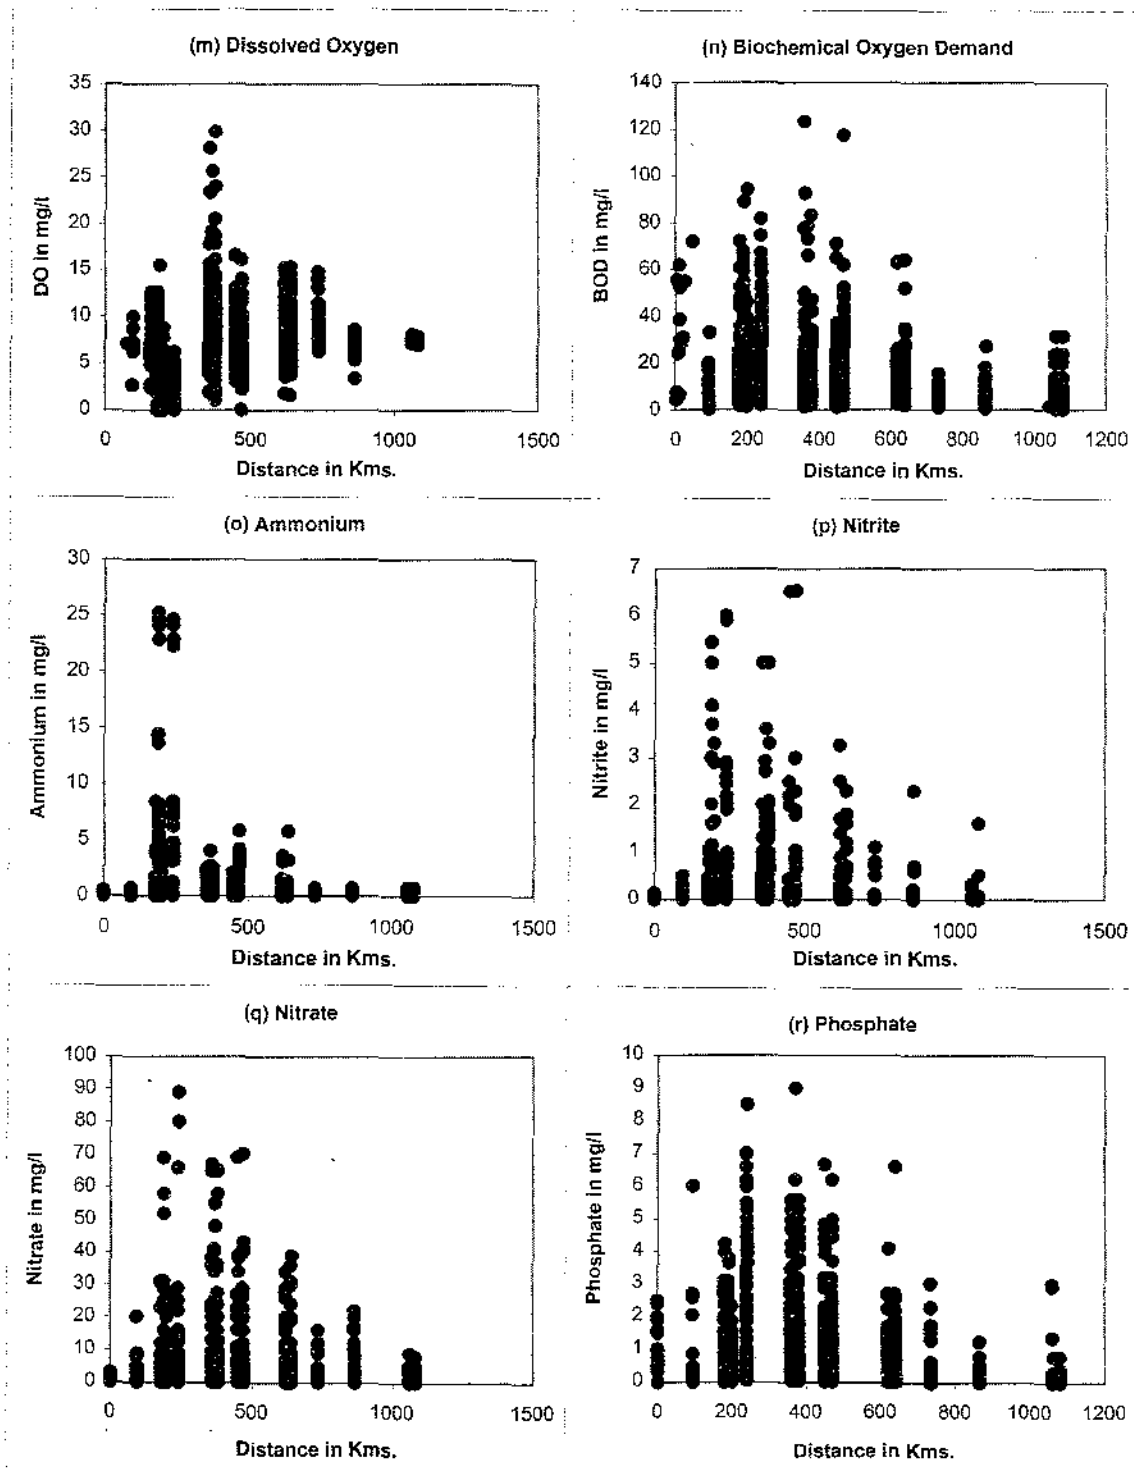 (m) Dissolved Oxygen
35
30
25
20
15
10
5
0
DO in mg/l
0 500 1000 1500
Distance in Kms.
(n) Biochemical Oxygen Demand
140
120
100
80
60
40
20
0
BOD in mg/l
0 200 400 600 800 1000 1200
Distance in Kms.
(o) Ammonium
30
25
20
15
10
5
0
Ammonium in mg/l
0 500 1000 1500
Distance in Kms.
(p) Nitrite
7
6
5
4
3
2
1
0
Nitrite in mg/l
0 500 1000 1500
Distance in Kms.
(q) Nitrate
100
90
80
70
60
50
40
30
20
10
0
Nitrate in mg/l
0 500 1000 1500
Distance in Kms.
(r) Phosphate
10
9
8
7
6
5
4
3
2
1
0
Phosphate in mg/l
0 200 400 600 800 1000 1200
Distance in Kms.